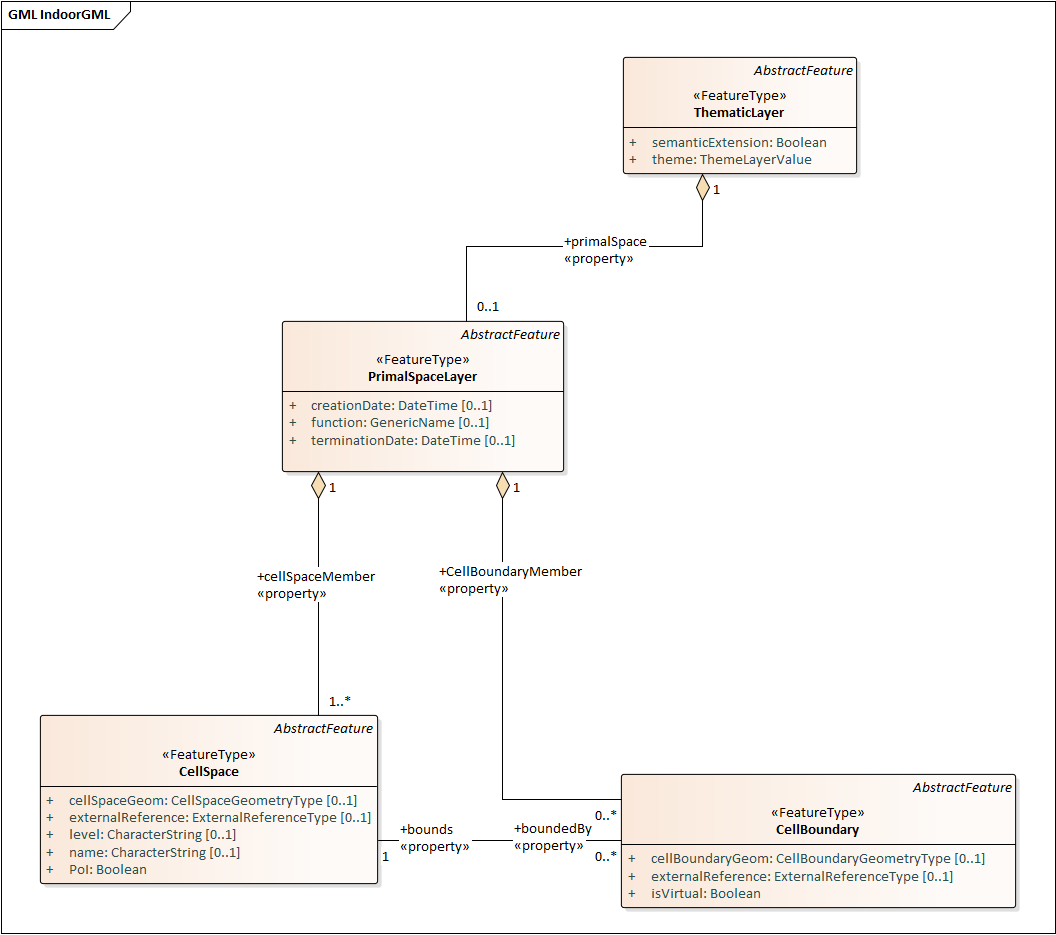 GML IndoorGML
AbstractFeature
«FeatureType»
ThematicLayer
+ semanticExtension: Boolean
+ theme: ThemeLayerValue
1
+primalSpace
«property»
0..1
AbstractFeature
«FeatureType»
PrimalSpaceLayer
+ creationDate: DateTime [0..1]
+ function: GenericName [0..1]
+ terminationDate: DateTime [0..1]
1
1
+cellSpaceMember
«property»
+CellBoundaryMember
«property»
1..*
AbstractFeature
«FeatureType»
CellSpace
+ cellSpaceGeom: CellSpaceGeometryType [0..1]
+ externalReference: ExternalReferenceType [0..1]
+ level: CharacterString [0..1]
+ name: CharacterString [0..1]
+ PoI: Boolean
+bounds
«property»
1
+boundedBy
«property»
0..*
0..*
AbstractFeature
«FeatureType»
CellBoundary
+ cellBoundaryGeom: CellBoundaryGeometryType [0..1]
+ externalReference: ExternalReferenceType [0..1]
+ isVirtual: Boolean